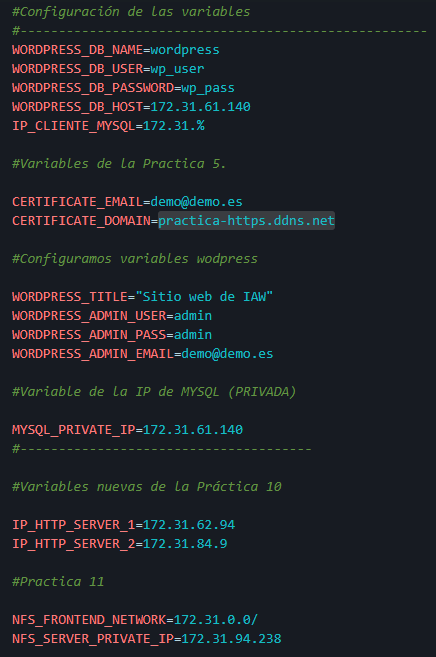 #Configuración de las variables
#-----------------------------------------------------
WORDPRESS_DB_NAME=wordpress
WORDPRESS_DB_USER=wp_user
WORDPRESS_DB_PASSWORD=wp_pass
WORDPRESS_DB_HOST=172.31.61.140
IP_CLIENTE_MYSQL=172.31.%
#Variables de la Practica 5.
CERTIFICATE_EMAIL=demo@demo.es
CERTIFICATE_DOMAIN=practica-https.ddns.net
#Configuramos variables wodpress
WORDPRESS_TITLE="Sitio web de IAW"
WORDPRESS_ADMIN_USER=admin
WORDPRESS_ADMIN_PASS=admin
WORDPRESS_ADMIN_EMAIL=demo@demo.es
#Variable de la IP de MYSQL (PRIVADA)
MYSQL_PRIVATE_IP=172.31.61.140
#--------------------------------------
#Variables nuevas de la Práctica 10
IP_HTTP_SERVER_1=172.31.62.94
IP_HTTP_SERVER_2=172.31.84.9
#Practica 11
NFS_FRONTEND_NETWORK=172.31.0.0/
NFS_SERVER_PRIVATE_IP=172.31.94.238